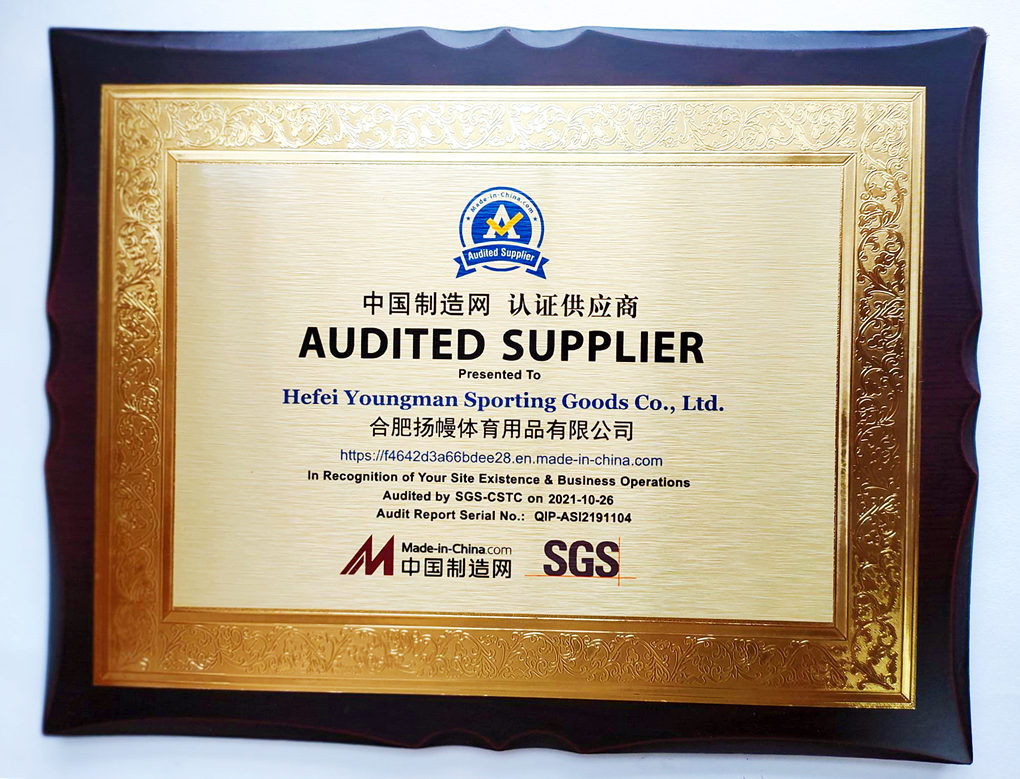 Made-in-China.com
A
Audited Supplier
中国制造网 认证供应商
AUDITED SUPPLIER
Presented To
Hefei Youngman Sporting Goods Co., Ltd.
合肥扬幔体育用品有限公司
https://f4642d3a66bdee28.en.made-in-china.com
In Recognition of Your Site Existence & Business Operations
Audited by SGS-CSTC on 2021-10-26
Audit Report Serial No.: QIP-ASI2191104
Made-in-China.com
中国制造网
SGS